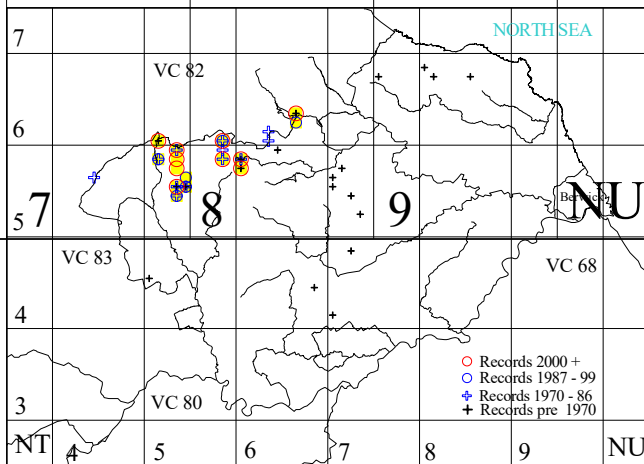 7
NORTH SEA
VC 82
6
7 8 9 NU
Berwick
5
VC 83
VC 68
4
Records 2000 +
Records 1987 - 99
Records 1970 - 86
Records pre 1970
VC 80
3
NT 4 5 6 7 8 9 NU